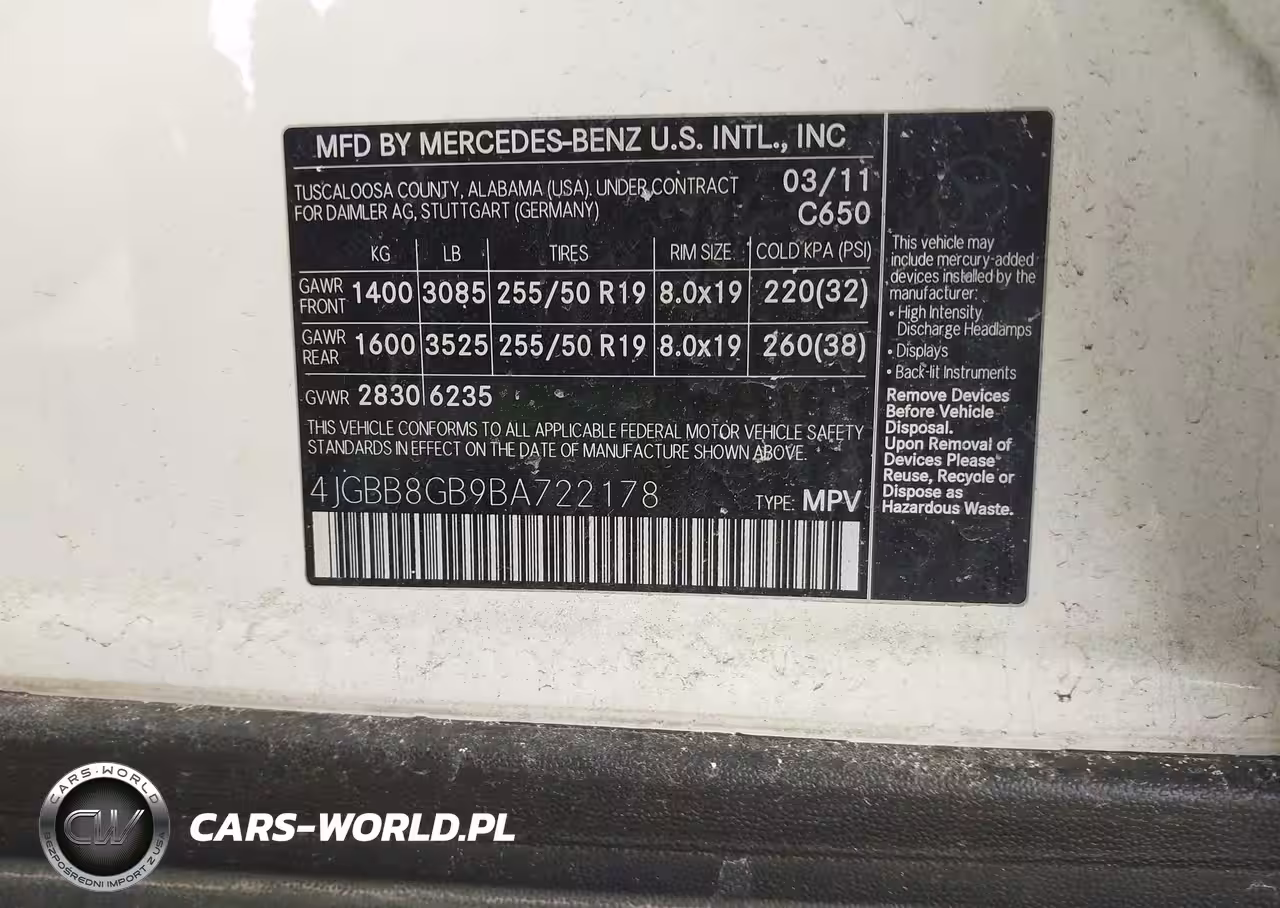 MFD BY MERCEDES-BENZ U.S. INTL., INC
TUSCALOOSA COUNTY, ALABAMA (USA), UNDER CONTRACT
FOR DAIMLER AG, STUTTGART (GERMANY)
03/11
C650
KG LB TIRES RIM SIZE COLD KPA (PSI)
GAWR FRONT 1400 3085 255/50 R19 8.0x19 220(32)
GAWR REAR 1600 3525 255/50 R19 8.0x19 260(38)
GVWR 2830 6235
THIS VEHICLE CONFORMS TO ALL APPLICABLE FEDERAL MOTOR VEHICLE SAFETY
STANDARDS IN EFFECT ON THE DATE OF MANUFACTURE SHOWN ABOVE.
4JGBB8GB9BA722178
TYPE: MPV
This vehicle may
include mercury-added
devices installed by the
manufacturer:
• High Intensity
Discharge Headlamps
• Displays
• Back-lit Instruments
Remove Devices
Before Vehicle
Disposal.
Upon Removal of
Devices Please
Reuse, Recycle or
Dispose as
Hazardous Waste.
CARS-WORLD
CW
BEZPOŚREDNI IMPORT Z USA
CARS-WORLD.PL